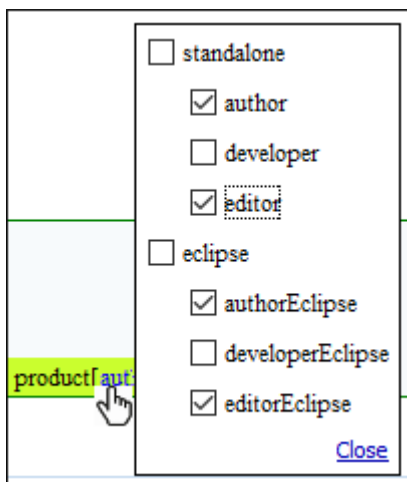 standalone
author
developer
editor
eclipse
authorEclipse
developerEclipse
product[
editorEclipse
Close